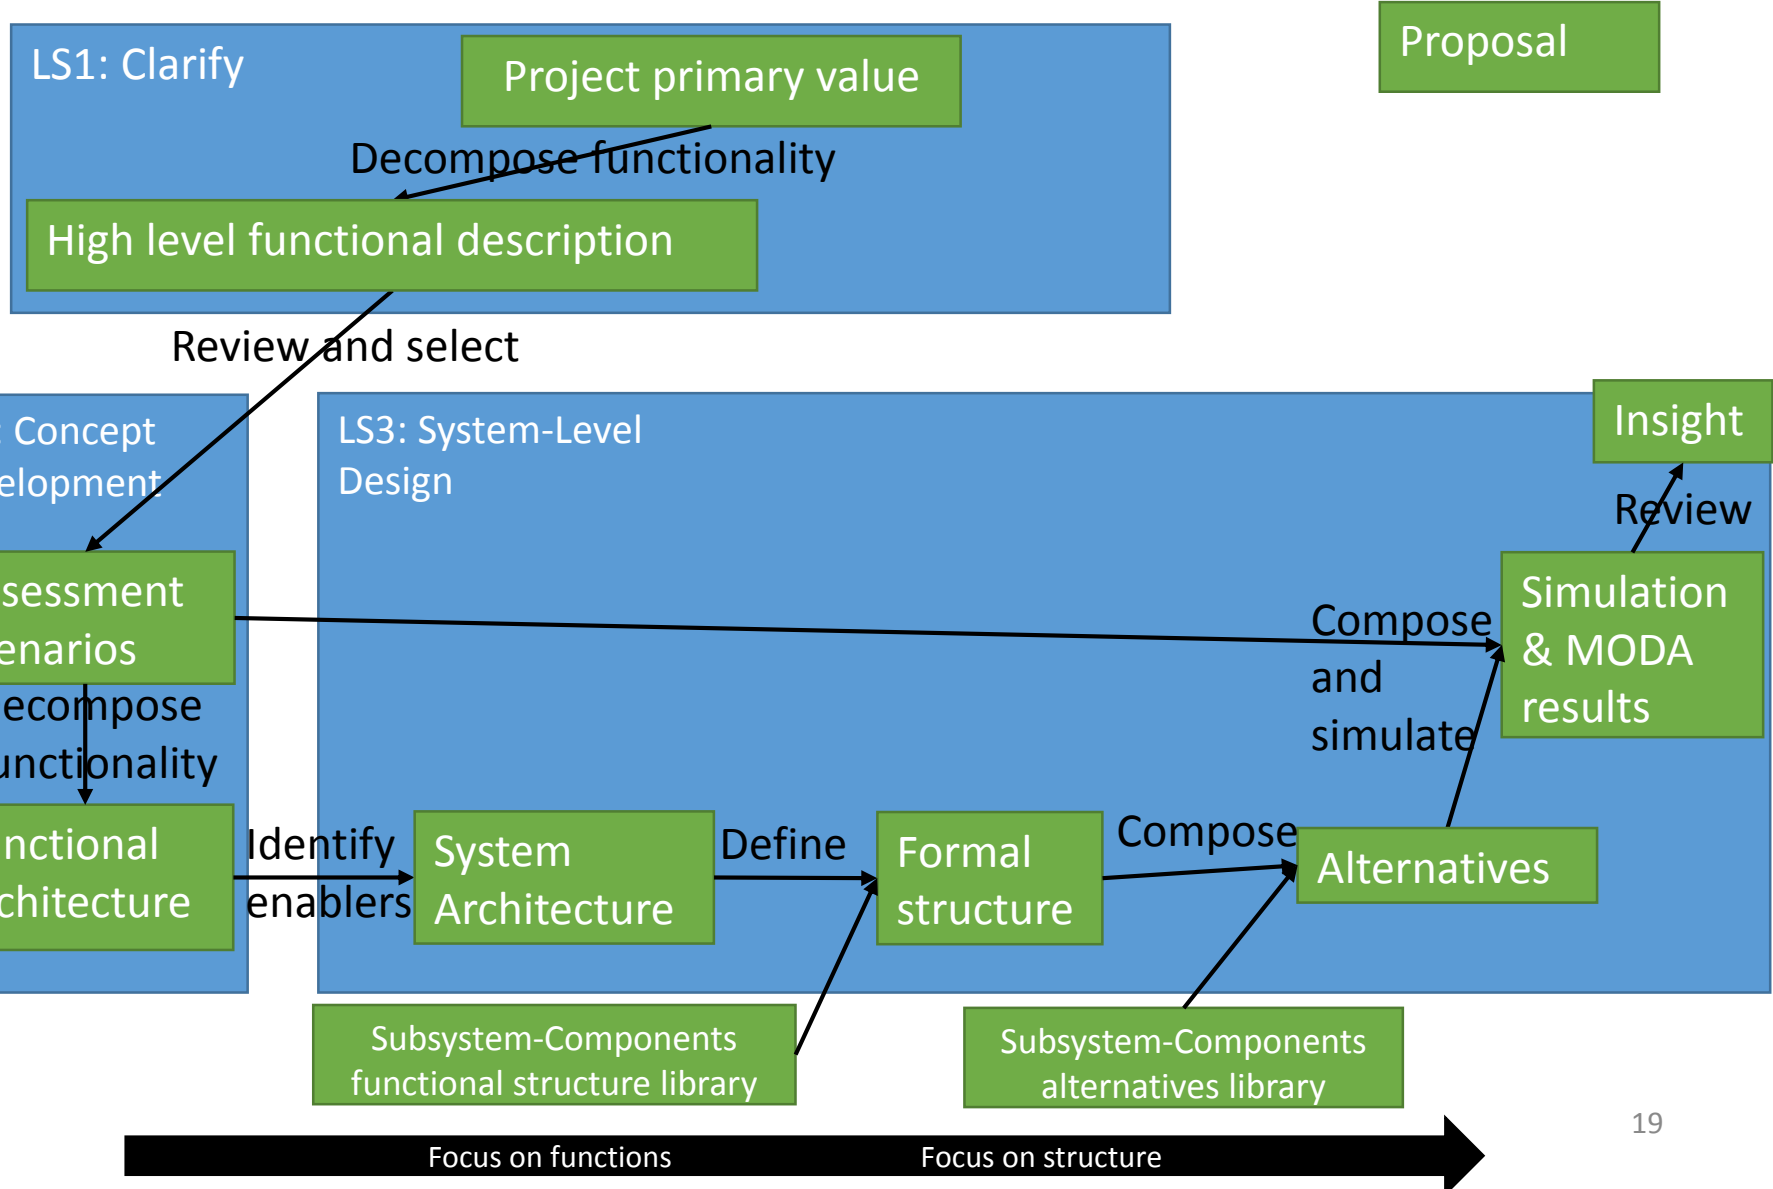 Proposal
LS1: Clarify
Project primary value
Decompose functionality
High level functional description
Review and select
: Concept
elopment
LS3: System-Level
Design
Insight
Review
sessment
enarios
Compose
and
simulate
Simulation
& MODA
results
ecompose
unctionality
nctional
chitecture
Identify
enablers
System
Architecture
Define
Formal
structure
Compose
Alternatives
Subsystem-Components
functional structure library
Subsystem-Components
alternatives library
19
Focus on functions
Focus on structure